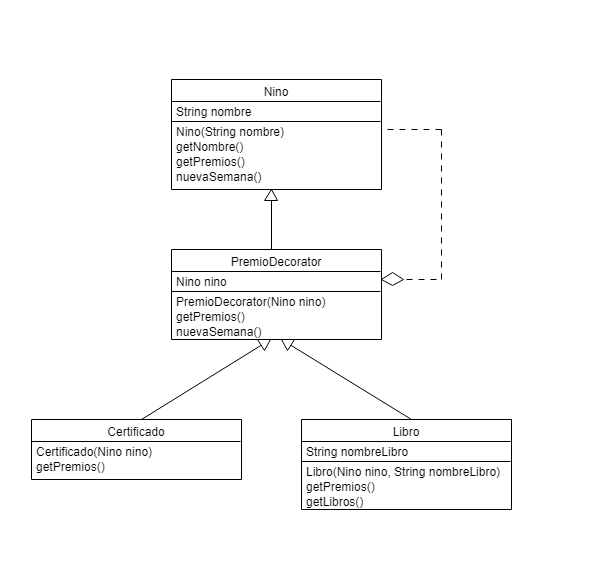 Nino
String nombre
Nino(String nombre)
getNombre()
getPremios()
nuevaSemana()
PremioDecorator
Nino nino
PremioDecorator(Nino nino)
getPremios()
nuevaSemana()
Certificado
Certificado(Nino nino)
getPremios()
Libro
String nombreLibro
Libro(Nino nino, String nombreLibro)
getPremios()
getLibros()